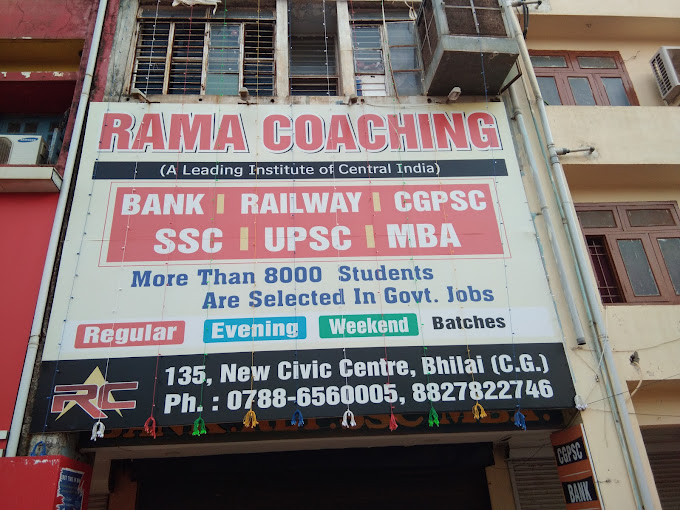 RAMA COACHING
(A Leading Institute of Central India)
BANK | RAILWAY | CGPSC
SSC | UPSC | MBA
More Than 8000 Students
Are Selected In Govt. Jobs
Regular Evening Weekend Batches
RC
135, New Civic Centre, Bhilai (C.G.)
Ph. : 0788-6560005, 8827822746
CGPSC
BANK
SAMSUNG